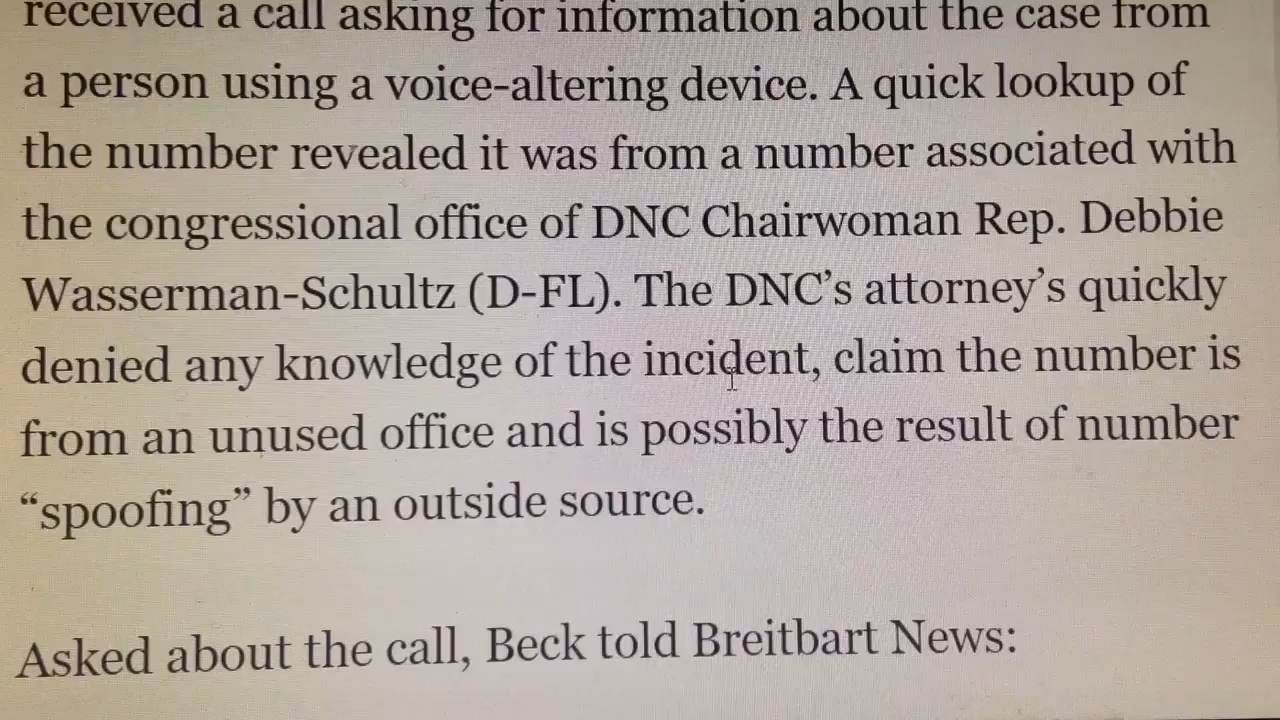 received a call asking for information about the case from
a person using a voice-altering device. A quick lookup of
the number revealed it was from a number associated with
the congressional office of DNC Chairwoman Rep. Debbie
Wasserman-Schultz (D-FL). The DNC’s attorney’s quickly
denied any knowledge of the incident, claim the number is
from an unused office and is possibly the result of number
“spoofing” by an outside source.
Asked about the call, Beck told Breitbart News: